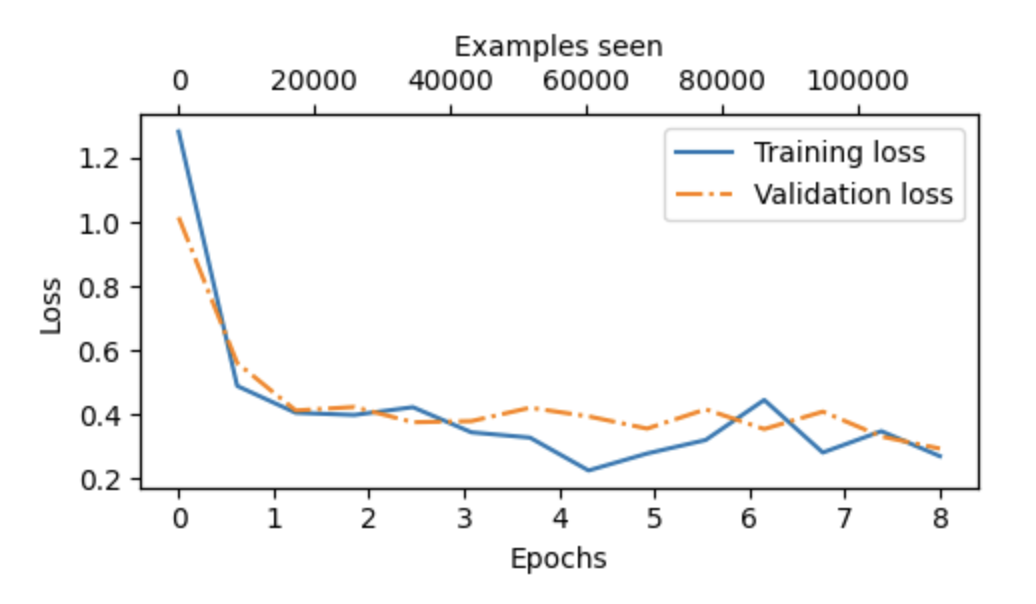 Examples seen
0 20000 40000 60000 80000 100000
Training loss
Validation loss
1.2
1.0
0.8
0.6
0.4
0.2
Loss
0 1 2 3 4 5 6 7 8
Epochs